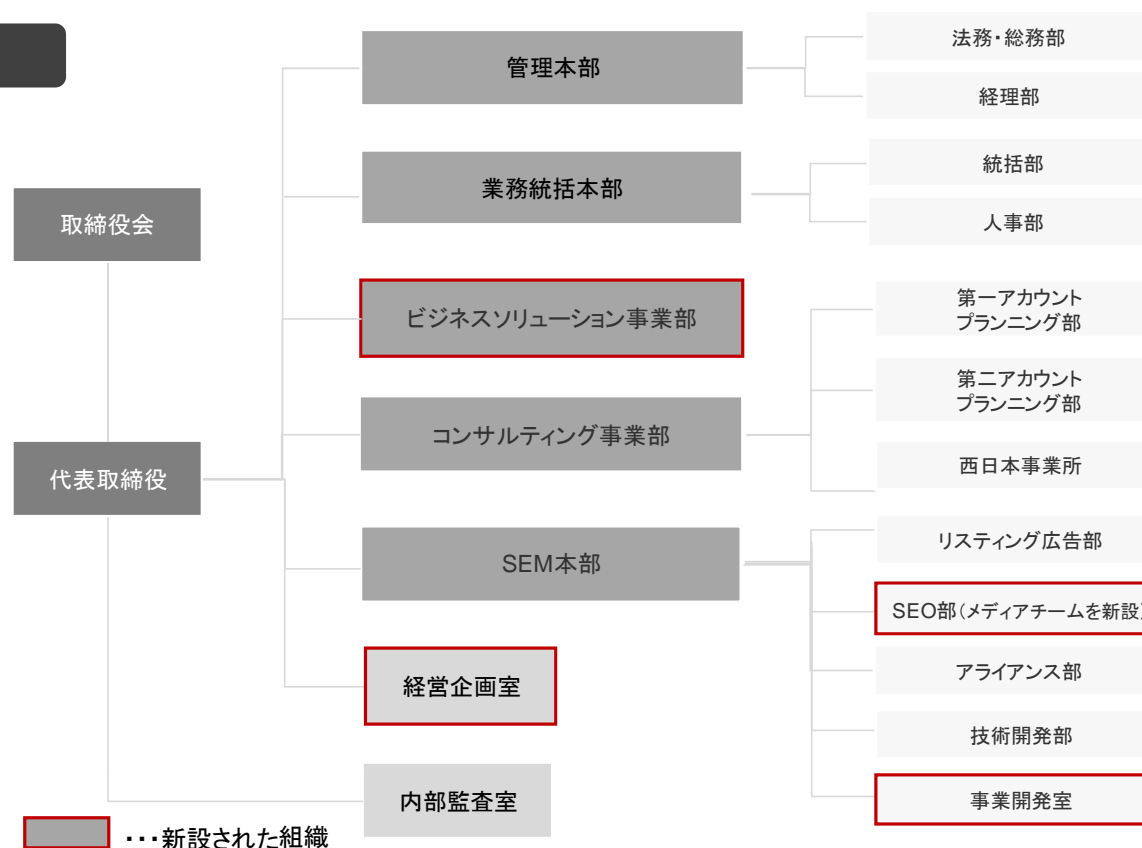 取締役会
代表取締役
管理本部
業務統括本部
ビジネスソリューション事業部
コンサルティング事業部
SEM本部
経営企画室
内部監査室
法務・総務部
経理部
統括部
人事部
第一アカウント
プランニング部
第二アカウント
プランニング部
西日本事業所
リスティング広告部
SEO部（メディアチームを新設）
アライアンス部
技術開発部
事業開発室
・・・新設された組織